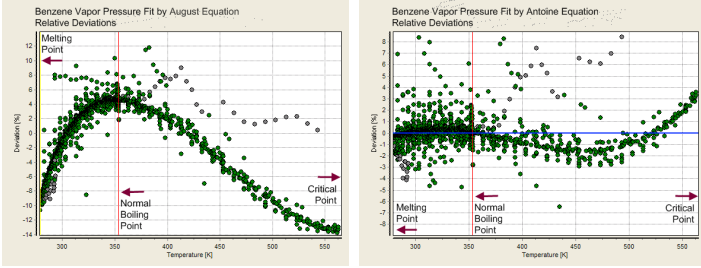 Benzene Vapor Pressure Fit by August Equation
Relative Deviations
12
10
8
6
4
2
0
-2
-4
-6
-8
-10
-12
-14
Deviation [%]
Melting
Point
Normal
Boiling
Point
Critical
Point
300
350
400
450
500
550
Temperature [K]
Benzene Vapor Pressure Fit by Antoine Equation
Relative Deviations
8
7
6
5
4
3
2
1
0
-1
-2
-3
-4
-5
-6
-7
-8
Deviation [%]
Melting
Point
Normal
Boiling
Point
Critical
Point
300
350
400
450
500
550
Temperature [K]